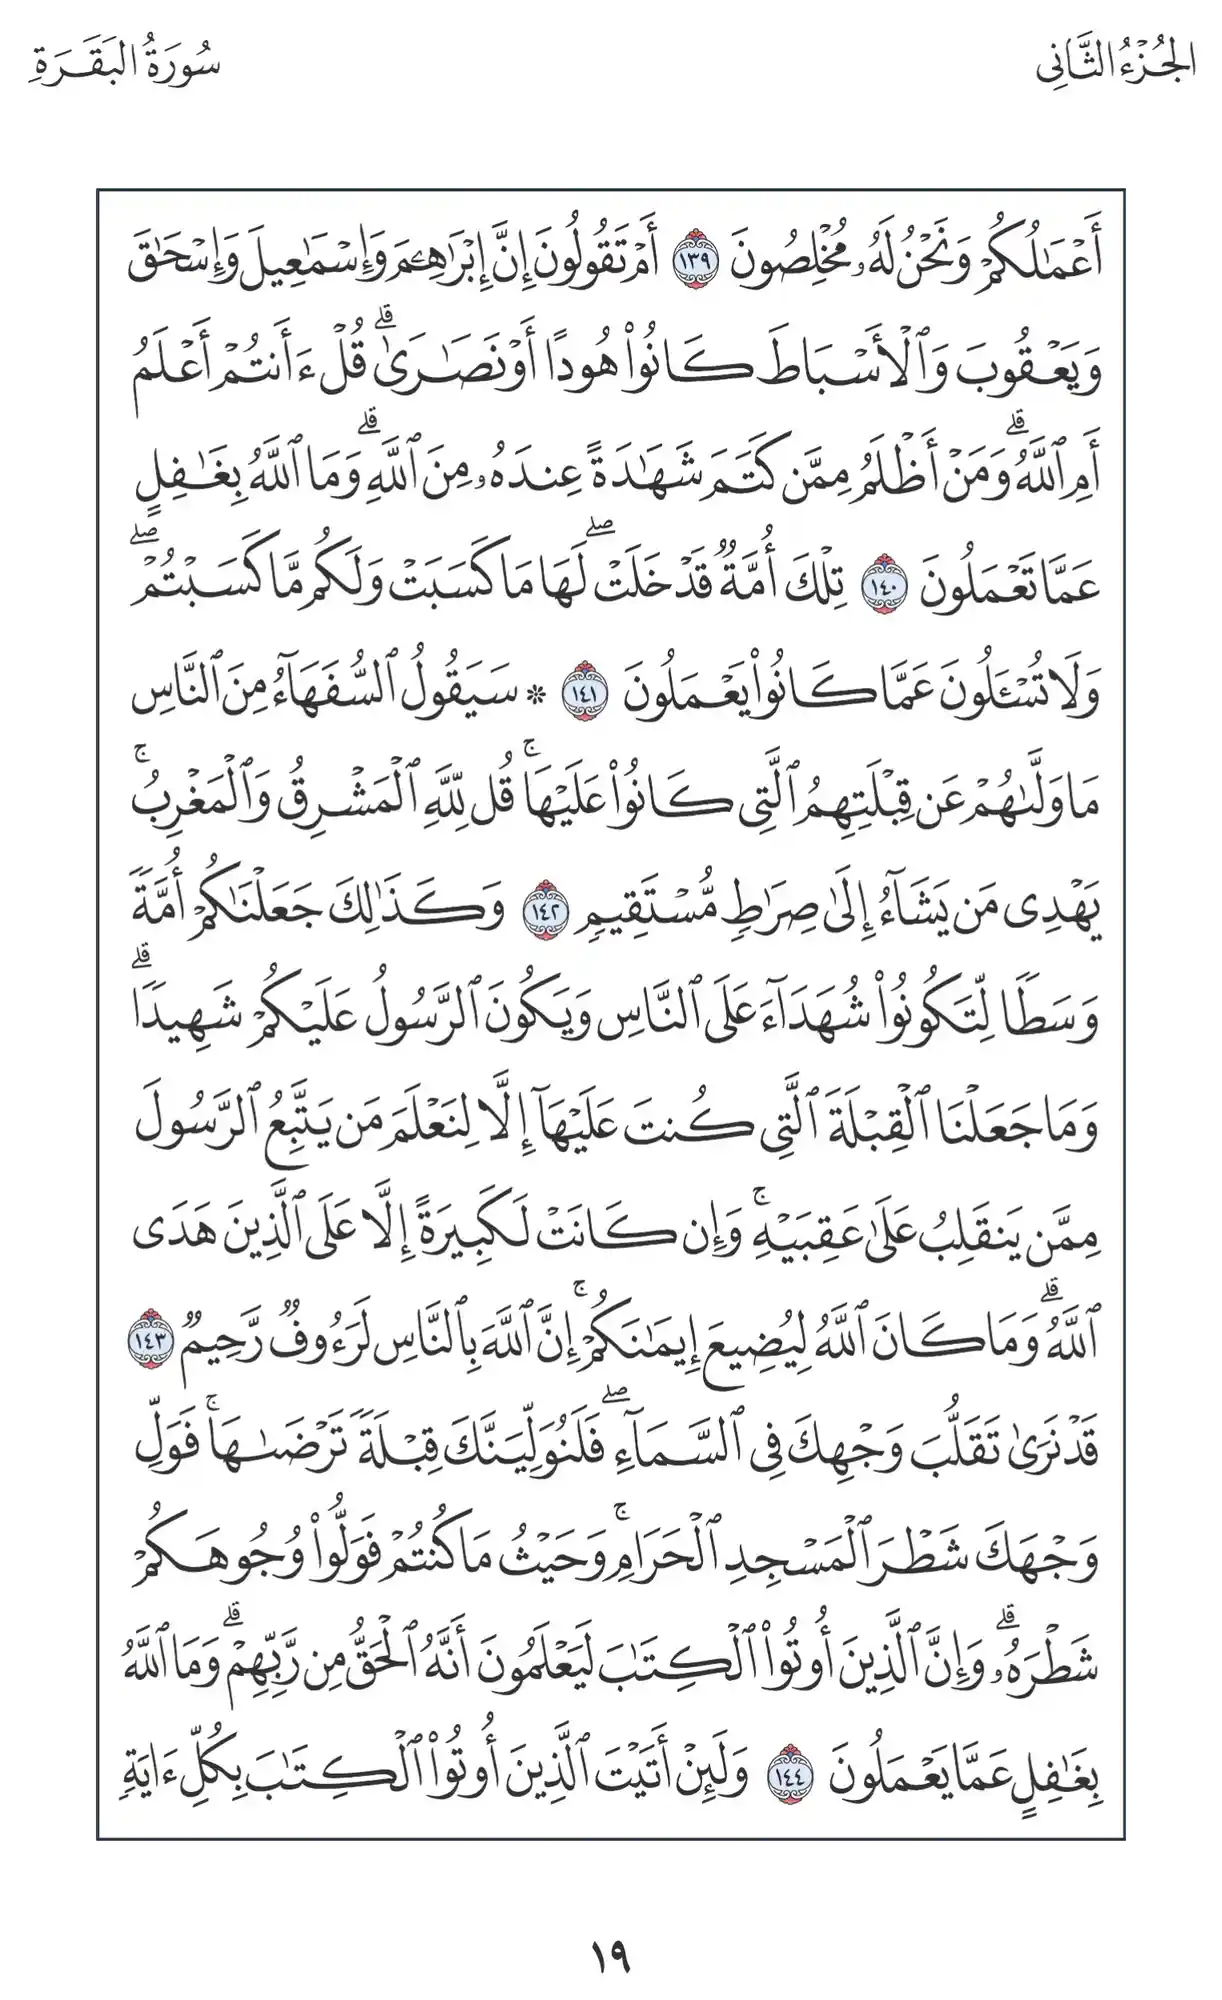 الجُزْءُ الثَّانِي
سُورَةُ البَقَرَةِ
أَعْمَـٰلُكُمْ وَنَحْنُ لَهُۥ مُخْلِصُونَ ١٣٩ أَمْ تَقُولُونَ إِنَّ إِبْرَٰهِـۧمَ وَإِسْمَـٰعِيلَ وَإِسْحَـٰقَ
وَيَعْقُوبَ وَٱلْأَسْبَاطَ كَانُوا۟ هُودًا أَوْ نَصَـٰرَىٰ ۗ قُلْ ءَأَنتُمْ أَعْلَمُ
أَمِ ٱللَّهُ ۗ وَمَنْ أَظْلَمُ مِمَّن كَتَمَ شَهَـٰدَةً عِندَهُۥ مِنَ ٱللَّهِ ۗ وَمَا ٱللَّهُ بِغَـٰفِلٍ
عَمَّا تَعْمَلُونَ ١٤٠ تِلْكَ أُمَّةٌ قَدْ خَلَتْ ۖ لَهَا مَا كَسَبَتْ وَلَكُم مَّا كَسَبْتُمْ ۖ
وَلَا تُسْـَٔلُونَ عَمَّا كَانُوا۟ يَعْمَلُونَ ١٤١ * سَيَقُولُ ٱلسُّفَهَآءُ مِنَ ٱلنَّاسِ
مَا وَلَّىٰهُمْ عَن قِبْلَتِهِمُ ٱلَّتِى كَانُوا۟ عَلَيْهَا ۚ قُل لِّلَّهِ ٱلْمَشْرِقُ وَٱلْمَغْرِبُ ۚ
يَهْدِى مَن يَشَآءُ إِلَىٰ صِرَٰطٍ مُّسْتَقِيمٍ ١٤٢ وَكَذَٰلِكَ جَعَلْنَـٰكُمْ أُمَّةً
وَسَطًا لِّتَكُونُوا۟ شُهَدَآءَ عَلَى ٱلنَّاسِ وَيَكُونَ ٱلرَّسُولُ عَلَيْكُمْ شَهِيدًا ۗ
وَمَا جَعَلْنَا ٱلْقِبْلَةَ ٱلَّتِى كُنتَ عَلَيْهَآ إِلَّا لِنَعْلَمَ مَن يَتَّبِعُ ٱلرَّسُولَ
مِمَّن يَنقَلِبُ عَلَىٰ عَقِبَيْهِ ۚ وَإِن كَانَتْ لَكَبِيرَةً إِلَّا عَلَى ٱلَّذِينَ هَدَى
ٱللَّهُ ۗ وَمَا كَانَ ٱللَّهُ لِيُضِيعَ إِيمَـٰنَكُمْ ۚ إِنَّ ٱللَّهَ بِٱلنَّاسِ لَرَءُوفٌ رَّحِيمٌ ١٤٣
قَدْ نَرَىٰ تَقَلُّبَ وَجْهِكَ فِى ٱلسَّمَآءِ ۖ فَلَنُوَلِّيَنَّكَ قِبْلَةً تَرْضَىٰهَا ۚ فَوَلِّ
وَجْهَكَ شَطْرَ ٱلْمَسْجِدِ ٱلْحَرَامِ ۚ وَحَيْثُ مَا كُنتُمْ فَوَلُّوا۟ وُجُوهَكُمْ
شَطْرَهُۥ ۗ وَإِنَّ ٱلَّذِينَ أُوتُوا۟ ٱلْكِتَـٰبَ لَيَعْلَمُونَ أَنَّهُ ٱلْحَقُّ مِن رَّبِّهِمْ ۗ وَمَا ٱللَّهُ
بِغَـٰفِلٍ عَمَّا يَعْمَلُونَ ١٤٤ وَلَئِنْ أَتَيْتَ ٱلَّذِينَ أُوتُوا۟ ٱلْكِتَـٰبَ بِكُلِّ ءَايَةٍ
١٩